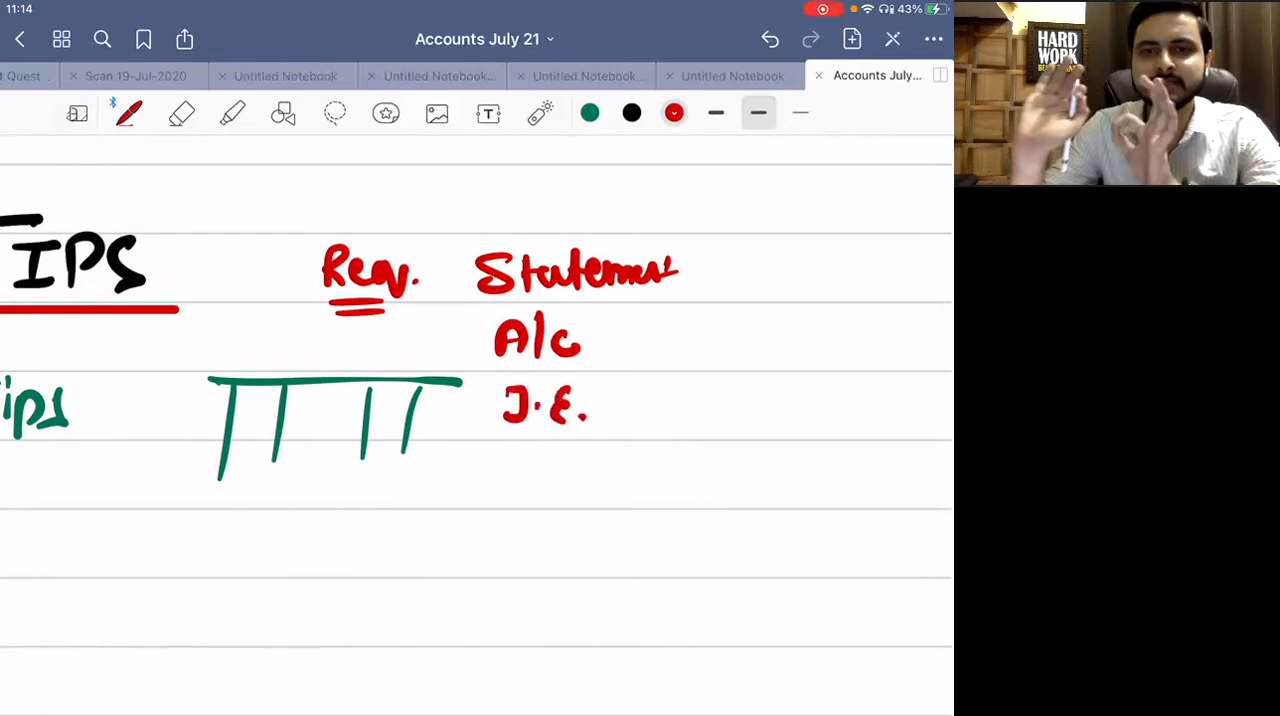 11:14
43%
Accounts July 21
t Quest
Scan 19-Jul-2020
Untitled Notebook
Untitled Notebook...
Untitled Notebook...
Untitled Notebook
Accounts July...
T
HARD
WORK
IPS
Req. Statement
A/c
ips
J.E.